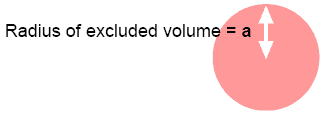 Radius of excluded volume = a